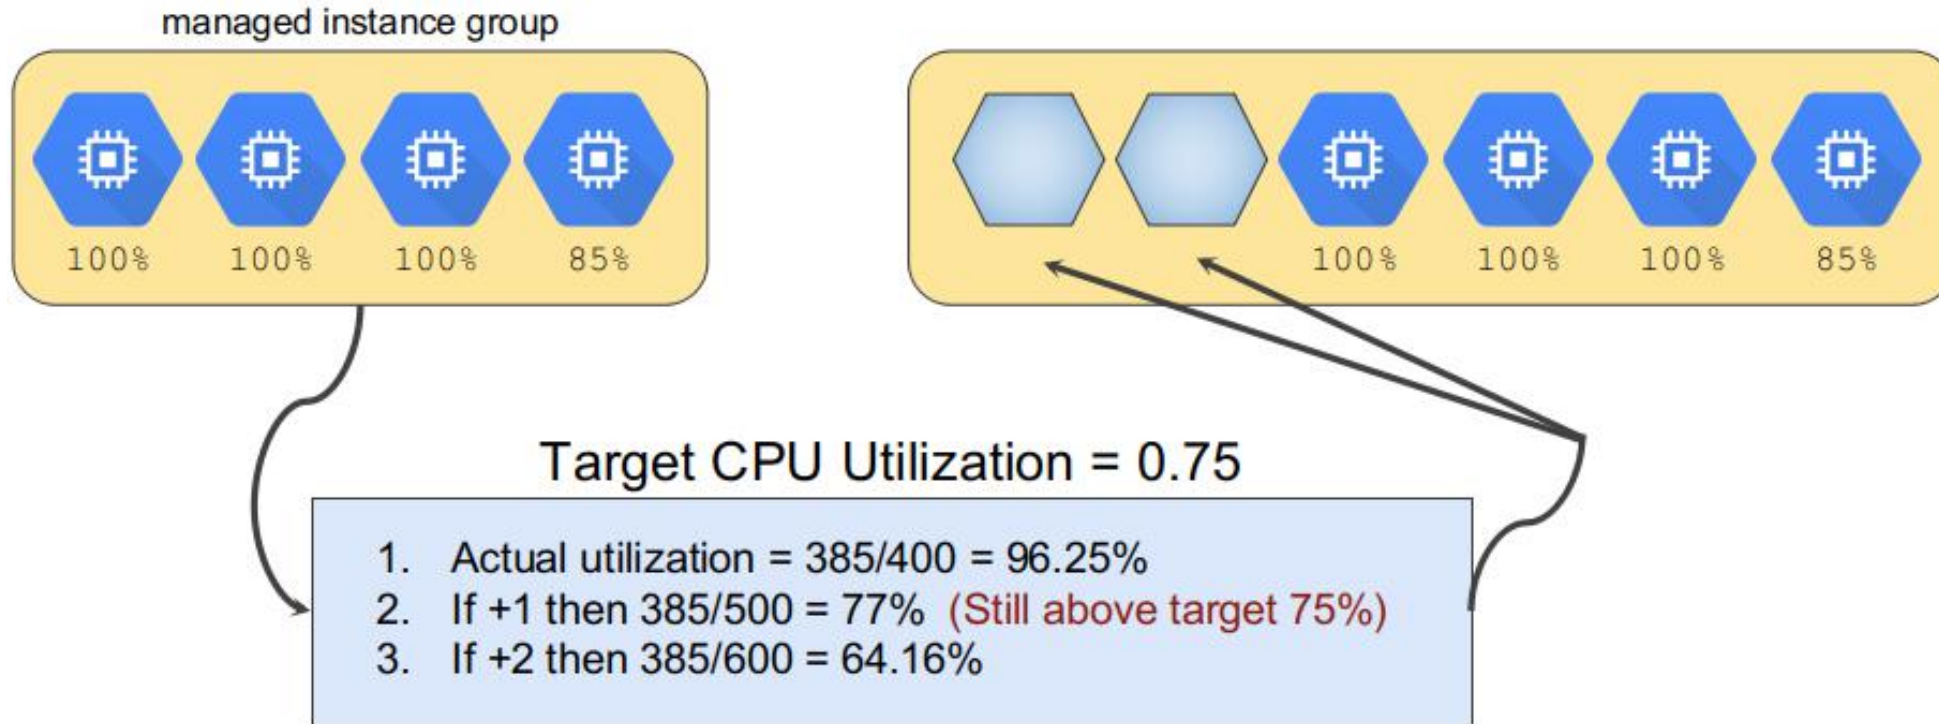 managed instance group
100% 100% 100% 85%
100% 100% 100% 85%
Target CPU Utilization = 0.75
1. Actual utilization = 385/400 = 96.25%
2. If +1 then 385/500 = 77% (Still above target 75%)
3. If +2 then 385/600 = 64.16%